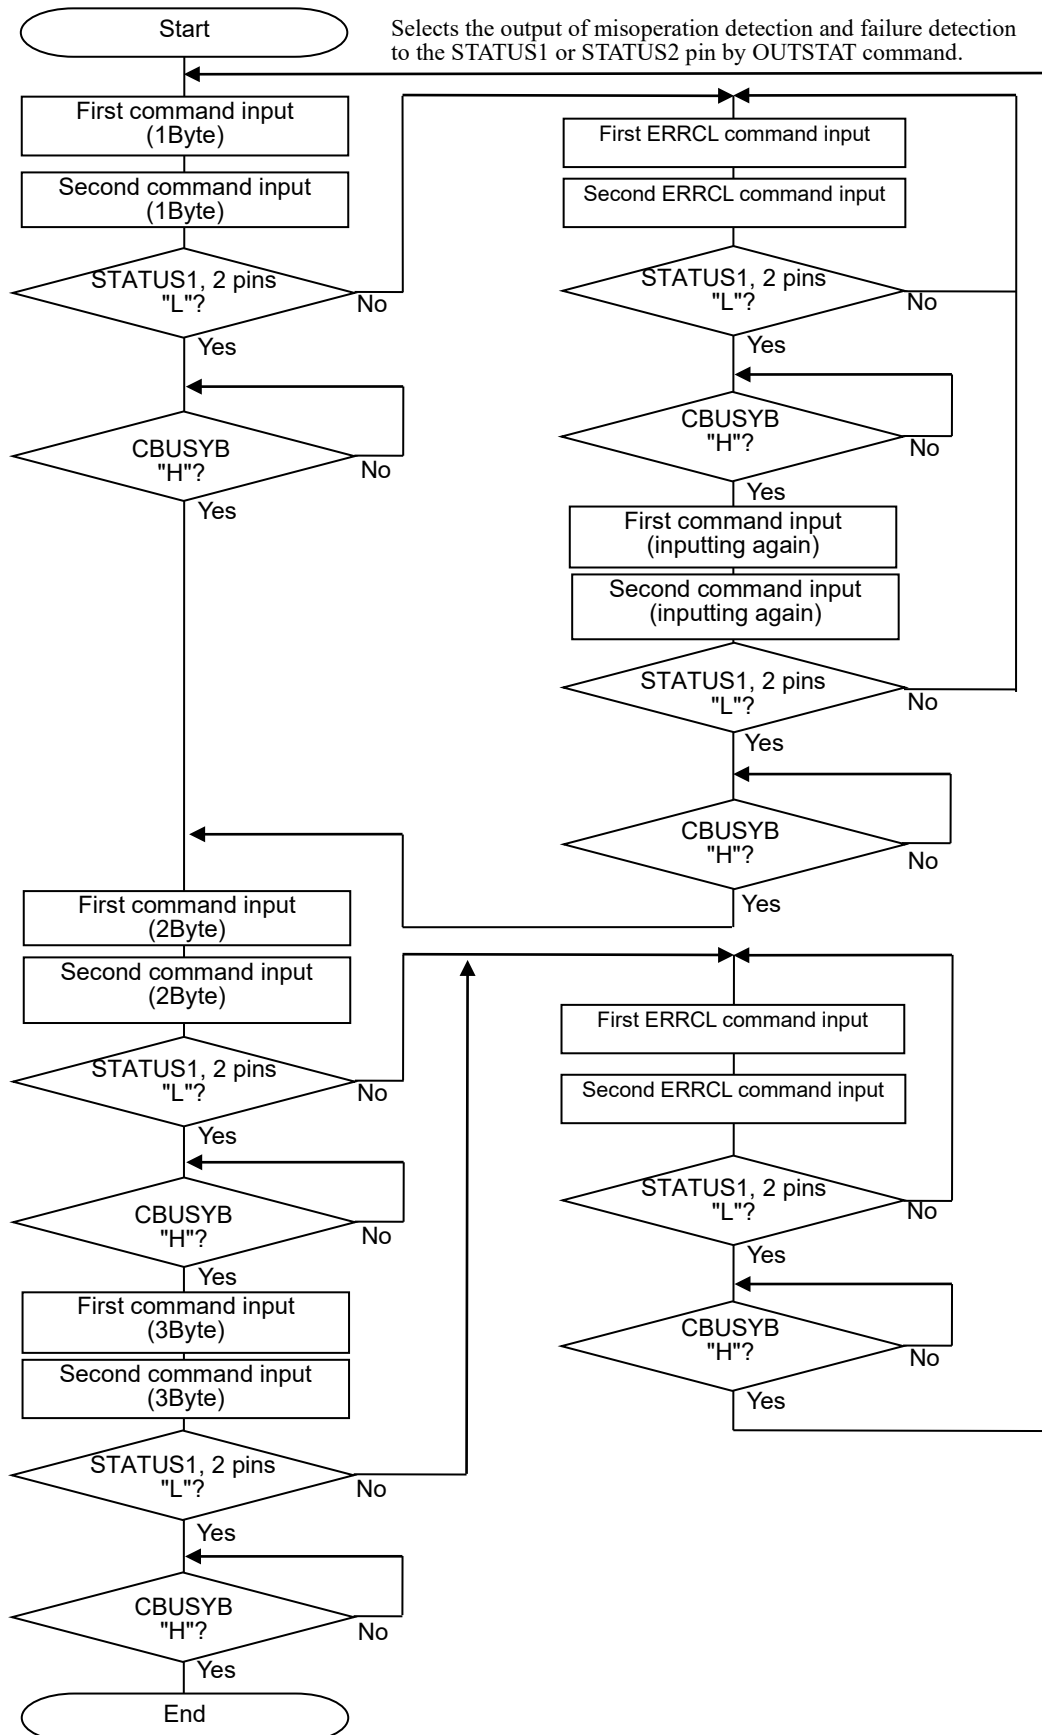 Start
Selects the output of misoperation detection and failure detection
to the STATUS1 or STATUS2 pin by OUTSTAT command.
First command input
(1Byte)
Second command input
(1Byte)
STATUS1, 2 pins
"L"?
No
Yes
CBUSYB
"H"?
No
Yes
First ERRCL command input
Second ERRCL command input
STATUS1, 2 pins
"L"?
No
Yes
CBUSYB
"H"?
No
Yes
First command input
(inputting again)
Second command input
(inputting again)
STATUS1, 2 pins
"L"?
No
Yes
CBUSYB
"H"?
No
Yes
First command input
(2Byte)
Second command input
(2Byte)
STATUS1, 2 pins
"L"?
No
Yes
CBUSYB
"H"?
No
Yes
First command input
(3Byte)
Second command input
(3Byte)
STATUS1, 2 pins
"L"?
No
Yes
CBUSYB
"H"?
No
Yes
End
First ERRCL command input
Second ERRCL command input
STATUS1, 2 pins
"L"?
No
Yes
CBUSYB
"H"?
No
Yes